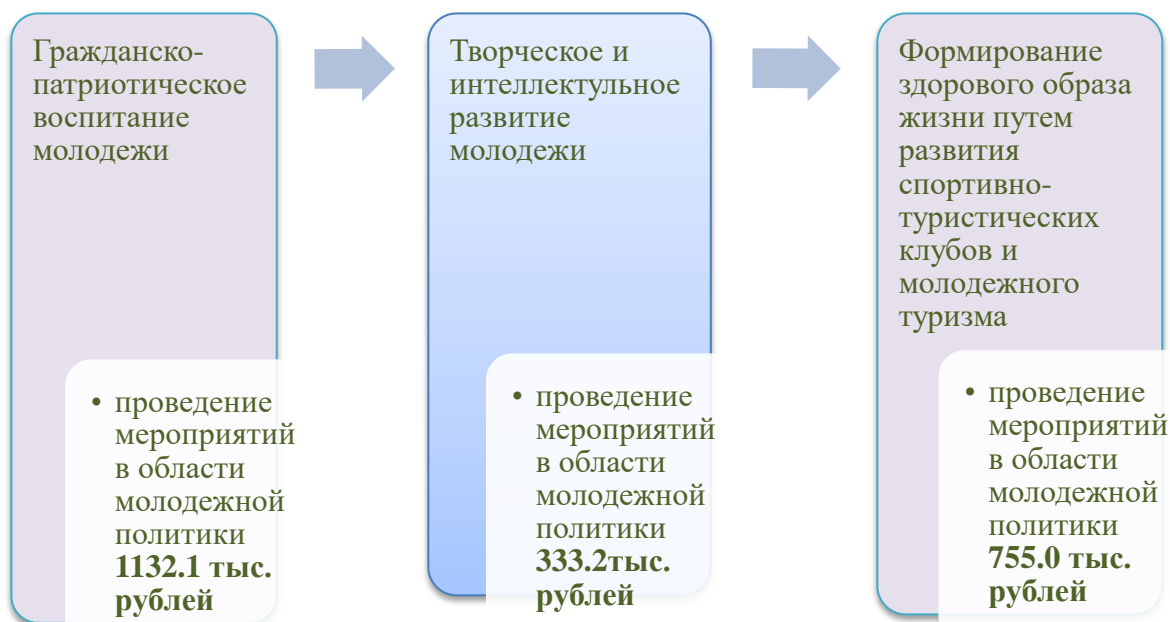 Гражданско-
патриотическое
воспитание
молодежи
• проведение
мероприятий
в области
молодежной
политики
1132.1 тыс.
рублей
Творческое и
интеллектульное
развитие
молодежи
• проведение
мероприятий
в области
молодежной
политики
333.2тыс.
рублей
Формирование
здорового образа
жизни путем
развития
спортивно-
туристических
клубов и
молодежного
туризма
• проведение
мероприятий
в области
молодежной
политики
755.0 тыс.
рублей